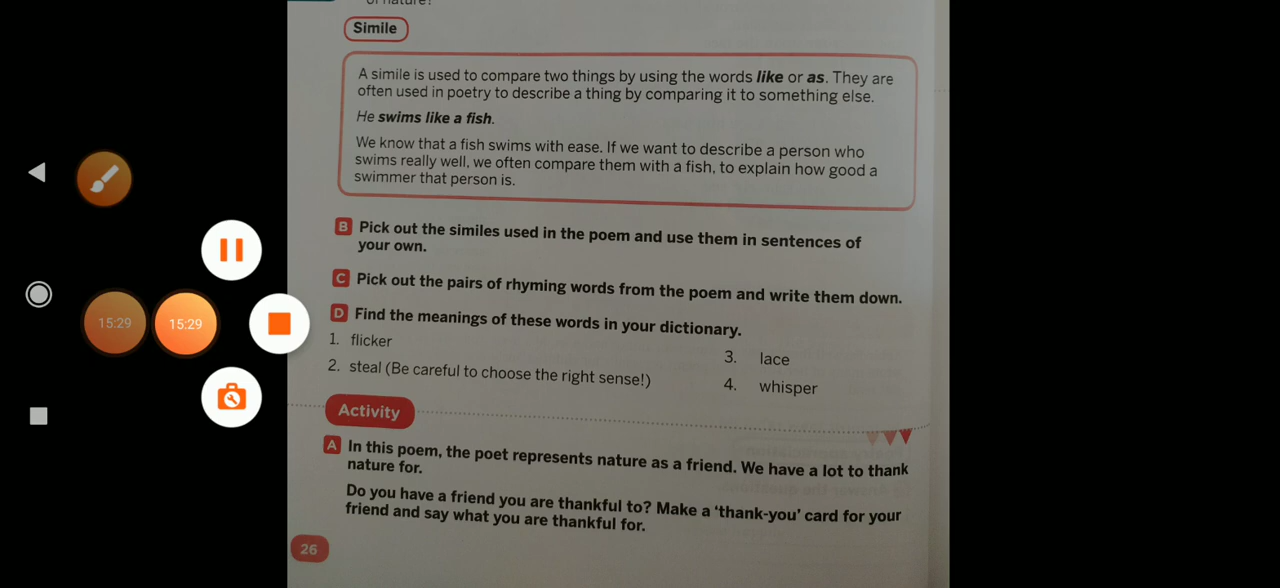 of nature?
Simile
A simile is used to compare two things by using the words like or as. They are
often used in poetry to describe a thing by comparing it to something else.
He swims like a fish.
We know that a fish swims with ease. If we want to describe a person who
swims really well, we often compare them with a fish, to explain how good a
swimmer that person is.
B Pick out the similes used in the poem and use them in sentences of
your own.
C Pick out the pairs of rhyming words from the poem and write them down.
D Find the meanings of these words in your dictionary.
1. flicker
2. steal (Be careful to choose the right sense!)
3. lace
4. whisper
Activity
A In this poem, the poet represents nature as a friend. We have a lot to thank
nature for.
Do you have a friend you are thankful to? Make a ‘thank-you’ card for your
friend and say what you are thankful for.
26
15:29
15:29